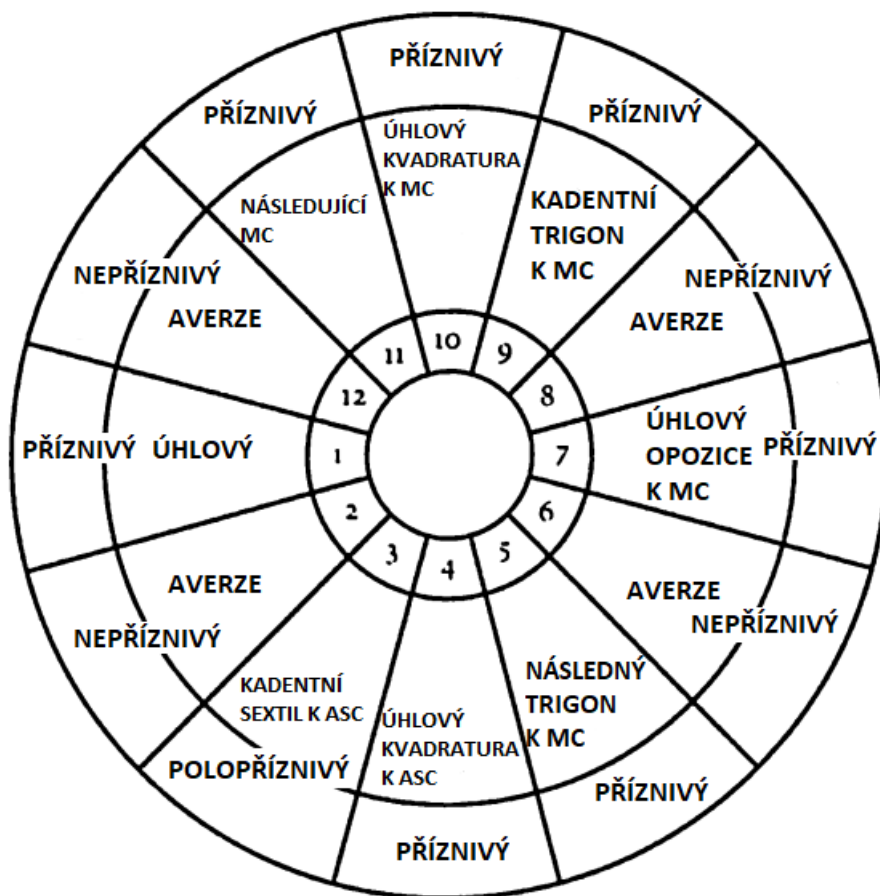 PŘÍZNIVÝ
PŘÍZNIVÝ
PŘÍZNIVÝ
ÚHLOVÝ
KVADRATURA
K MC
NÁSLEDUJÍCÍ
MC
KADENTNÍ
TRIGON
K MC
NEPŘÍZNIVÝ
NEPŘÍZNIVÝ
AVERZE
AVERZE
11
10
9
12
8
PŘÍZNIVÝ
ÚHLOVÝ
1
7
ÚHLOVÝ
OPOZICE
K MC
PŘÍZNIVÝ
2
6
3
4
5
AVERZE
AVERZE
NEPŘÍZNIVÝ
NEPŘÍZNIVÝ
KADENTNÍ
SEXTIL K ASC
ÚHLOVÝ
KVADRATURA
K ASC
NÁSLEDNÝ
TRIGON
K MC
POLOPŘÍZNIVÝ
PŘÍZNIVÝ
PŘÍZNIVÝ